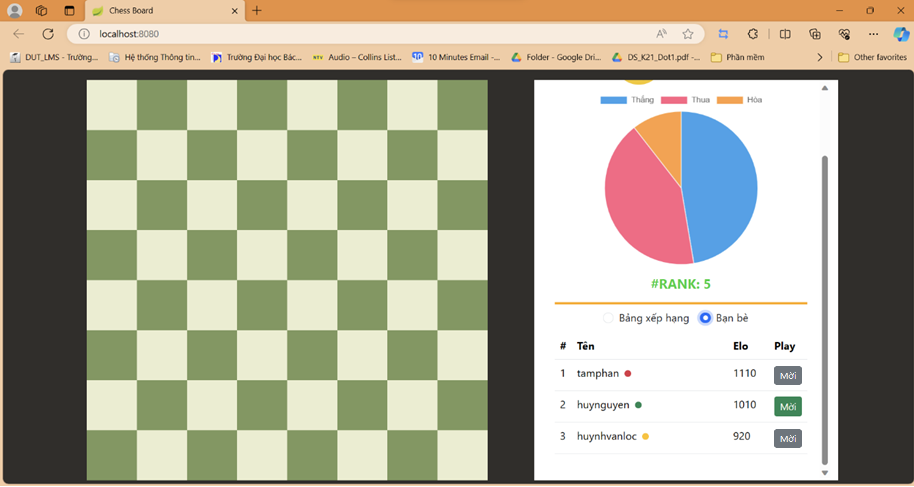 Chess Board
localhost:8080
DUT_LMS - Trường...
Hệ thống Thông tin...
Trường Đại học Bác...
Audio – Collins List...
10 Minutes Email -...
Folder - Google Dri...
DS_K21_Dot1.pdf -...
Phần mềm
Other favorites
Thắng Thua Hòa
#RANK: 5
Bảng xếp hạng Bạn bè
# Tên Elo Play
1 tamphan 1110 Mời
2 huynguyen 1010 Mời
3 huynhvanloc 920 Mời